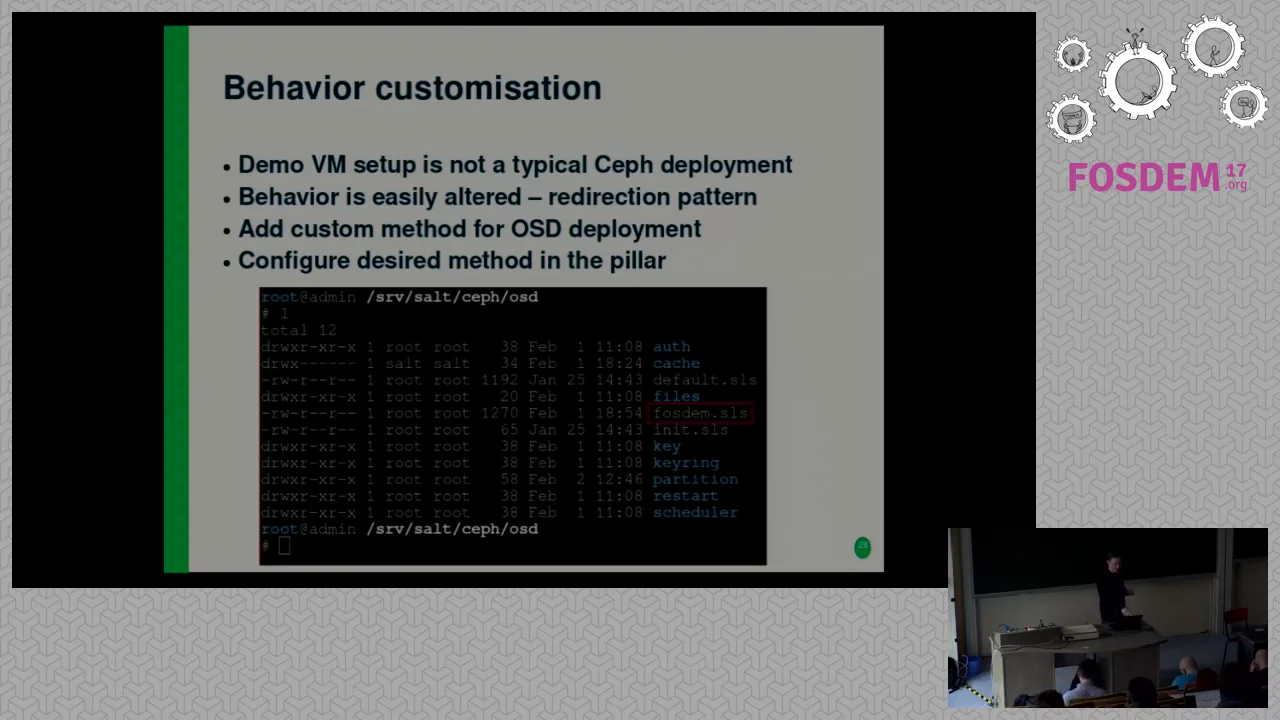 Behavior customisation
• Demo VM setup is not a typical Ceph deployment
• Behavior is easily altered – redirection pattern
• Add custom method for OSD deployment
• Configure desired method in the pillar
root@admin /srv/salt/ceph/osd
# l
total 12
drwxr-xr-x 1 root root 38 Feb 1 11:08 auth
drwx------ 1 salt salt 34 Feb 1 18:24 cache
-rw-r--r-- 1 root root 1192 Jan 25 14:43 default.sls
drwxr-xr-x 1 root root 20 Feb 1 11:08 files
-rw-r--r-- 1 root root 1270 Feb 1 18:54 fosdem.sls
-rw-r--r-- 1 root root 65 Jan 25 14:43 init.sls
drwxr-xr-x 1 root root 38 Feb 1 11:08 key
drwxr-xr-x 1 root root 38 Feb 1 11:08 keyring
drwxr-xr-x 1 root root 58 Feb 2 12:46 partition
drwxr-xr-x 1 root root 38 Feb 1 11:08 restart
drwxr-xr-x 1 root root 38 Feb 1 11:08 scheduler
root@admin /srv/salt/ceph/osd
#
FOSDEM 17
.org